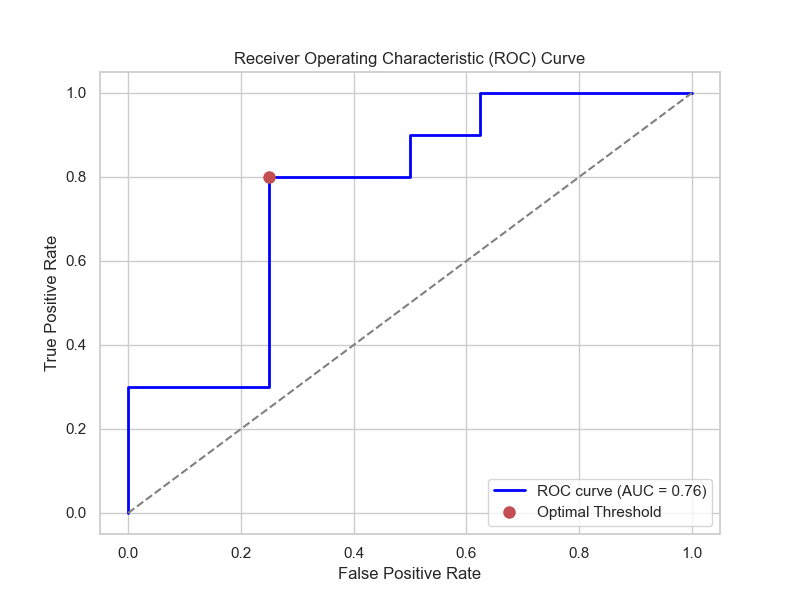 Receiver Operating Characteristic (ROC) Curve
True Positive Rate
1.0
0.8
0.6
0.4
0.2
0.0
ROC curve (AUC = 0.76)
Optimal Threshold
0.0 0.2 0.4 0.6 0.8 1.0
False Positive Rate